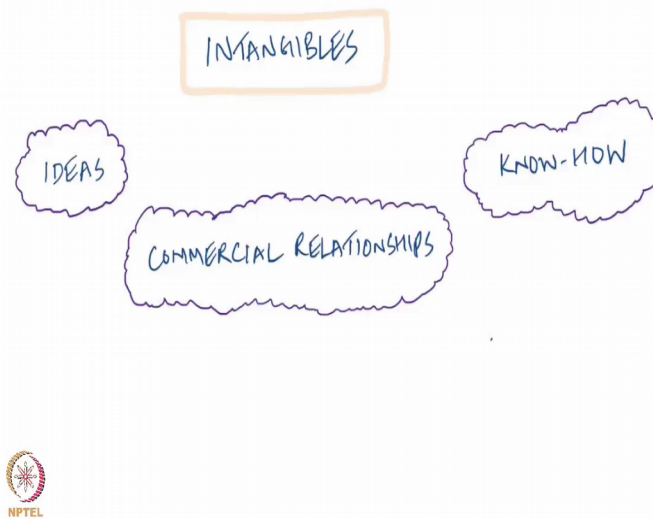 INTANGIBLES
IDEAS
KNOW-HOW
COMMERCIAL RELATIONSHIPS
NPTEL